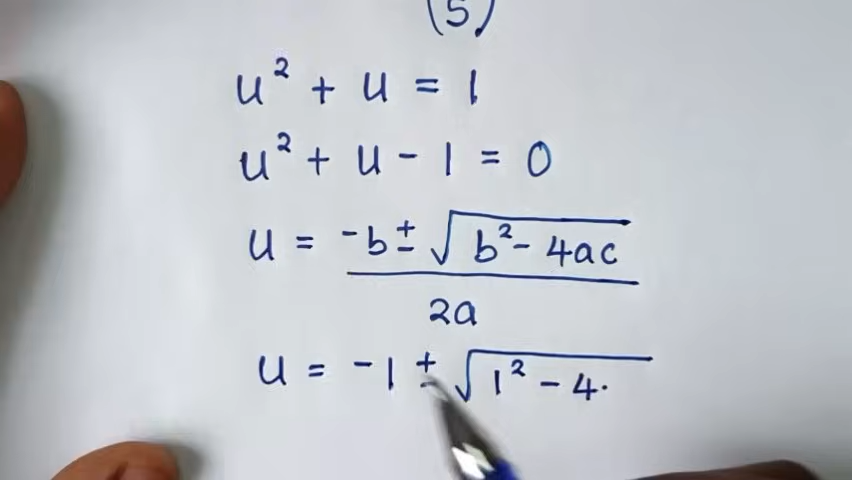 (5)
u² + u = 1
u² + u - 1 = 0
u = -b ± √(b² - 4ac) / 2a
u = -1 ± √(1² - 4·